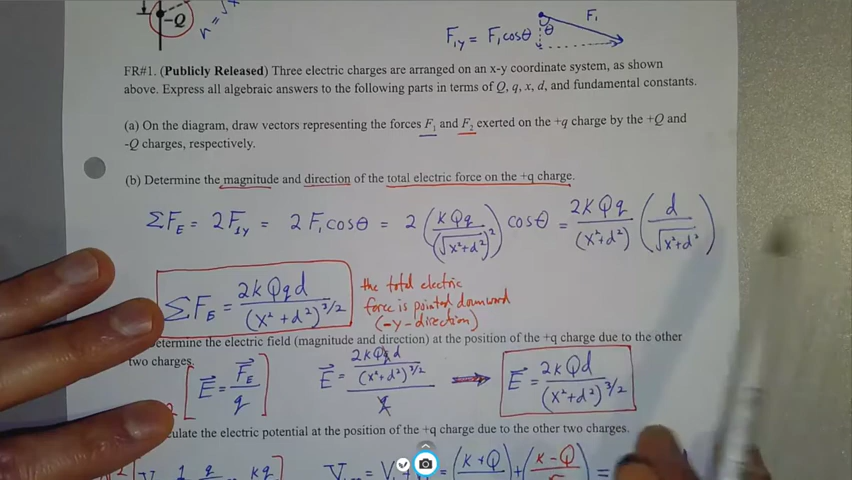 -Q
r = √
F₁
θ
F₁y = F₁ cosθ
FR#1. (Publicly Released) Three electric charges are arranged on an x-y coordinate system, as shown
above. Express all algebraic answers to the following parts in terms of Q, q, x, d, and fundamental constants.
(a) On the diagram, draw vectors representing the forces F₁ and F₂ exerted on the +q charge by the +Q and
-Q charges, respectively.
(b) Determine the magnitude and direction of the total electric force on the +q charge.
ΣF_E = 2F₁y = 2F₁cosθ = 2(kQq/(√(x²+d²))²) cosθ = 2kQq/(x²+d²) (d/√(x²+d²))
ΣF_E = 2kQqd/(x²+d²)^3/2
the total electric
force is pointed downward
(-y-direction)
etermine the electric field (magnitude and direction) at the position of the +q charge due to the other
two charges.
[E⃗ = F⃗_E/q] E⃗ = (2kQqd/(x²+d²)^3/2)/q → E⃗ = 2kQd/(x²+d²)^3/2
culate the electric potential at the position of the +q charge due to the other two charges.
kq = (k+Q) + (k-Q) =